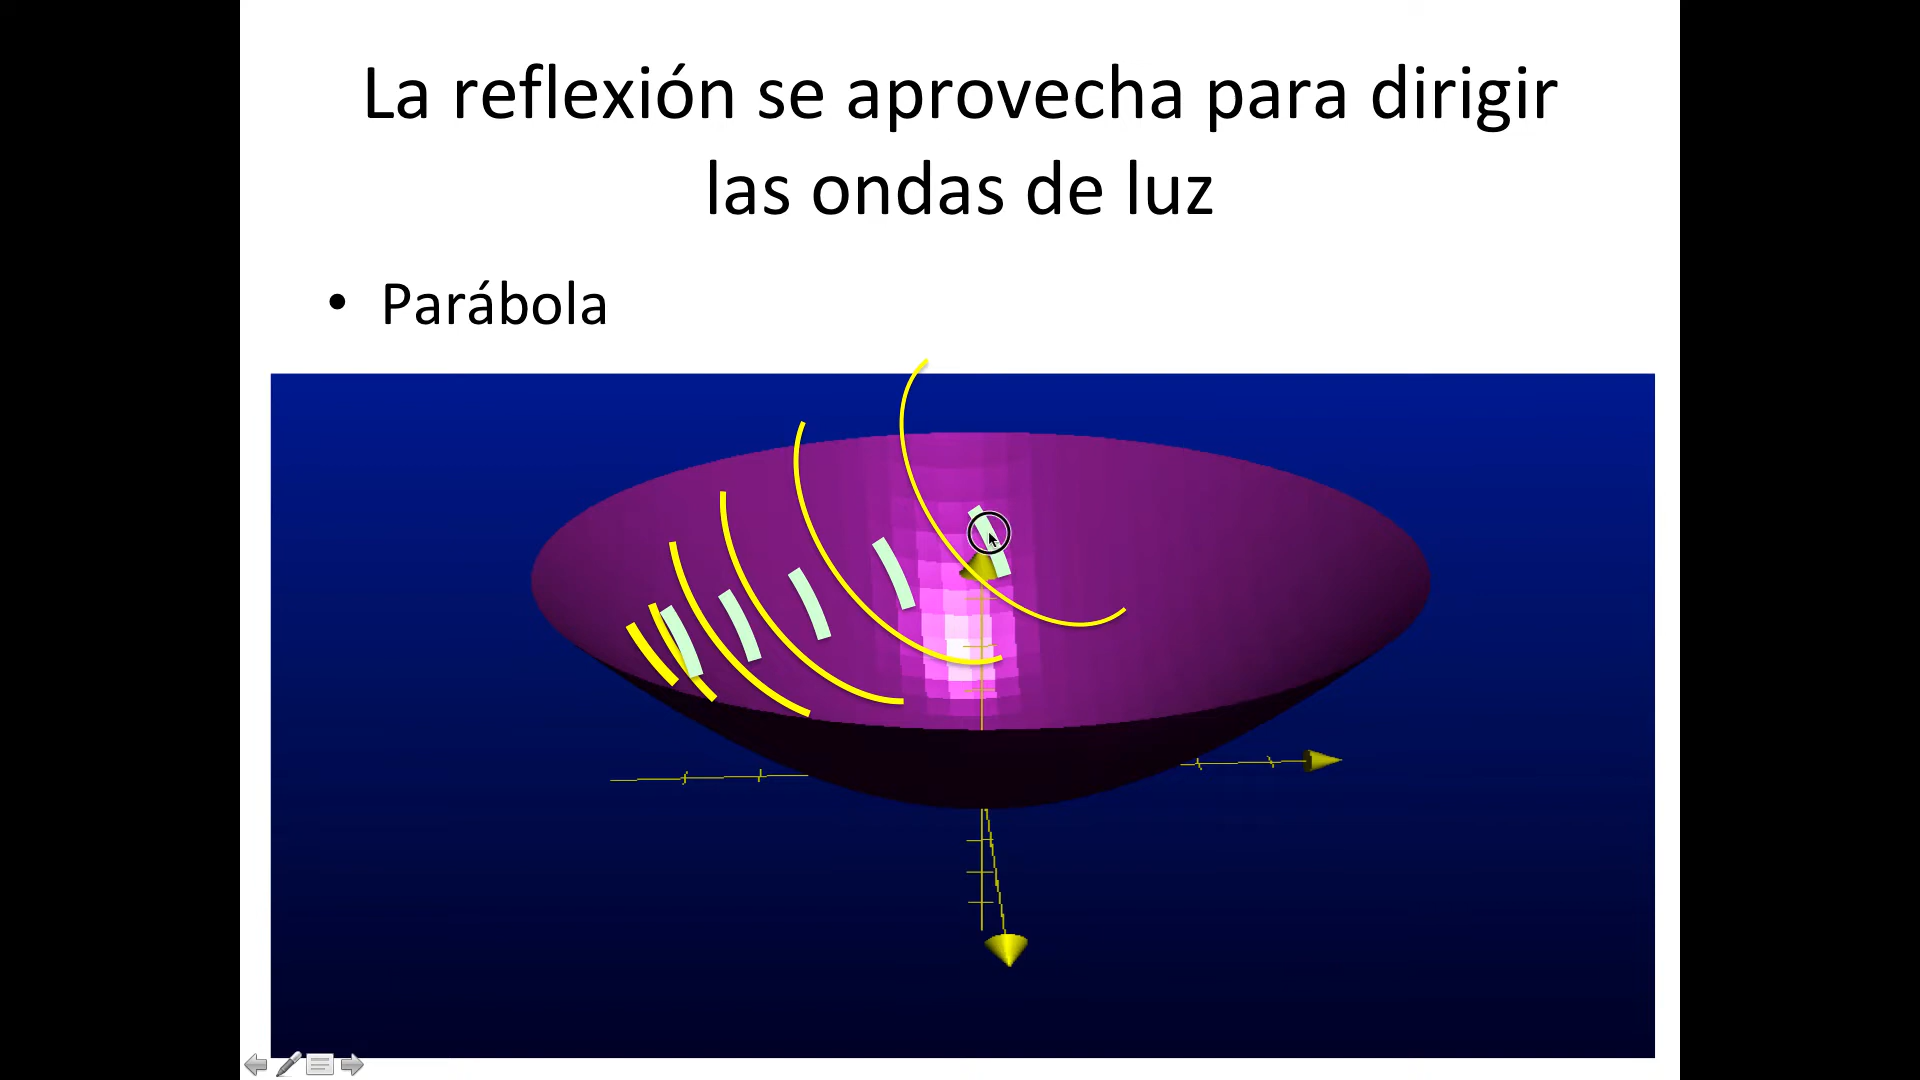 La reflexión se aprovecha para dirigir
las ondas de luz
• Parábola